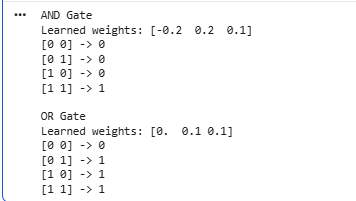 ••• AND Gate
Learned weights: [-0.2  0.2  0.1]
[0 0] -> 0
[0 1] -> 0
[1 0] -> 0
[1 1] -> 1

OR Gate
Learned weights: [0.  0.1 0.1]
[0 0] -> 0
[0 1] -> 1
[1 0] -> 1
[1 1] -> 1